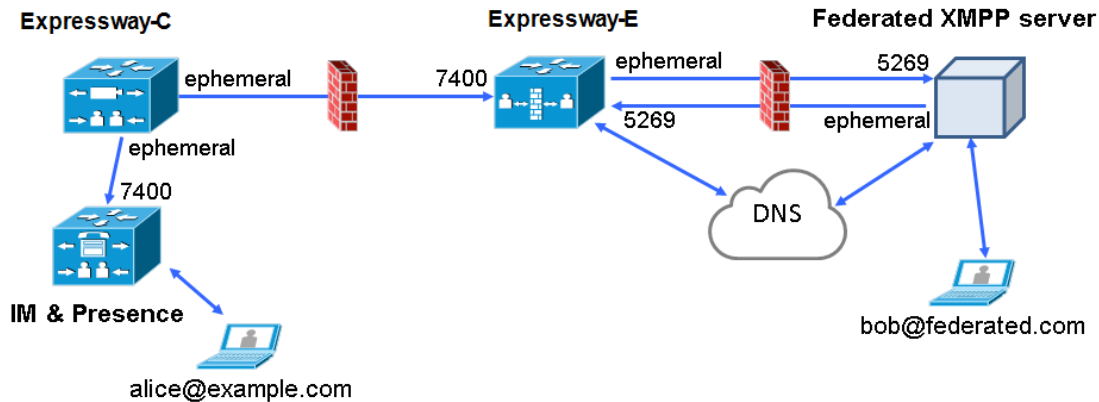 Expressway-C
Expressway-E
Federated XMPP server
ephemeral
7400
ephemeral
5269
5269
ephemeral
ephemeral
7400
DNS
IM & Presence
alice@example.com
bob@federated.com